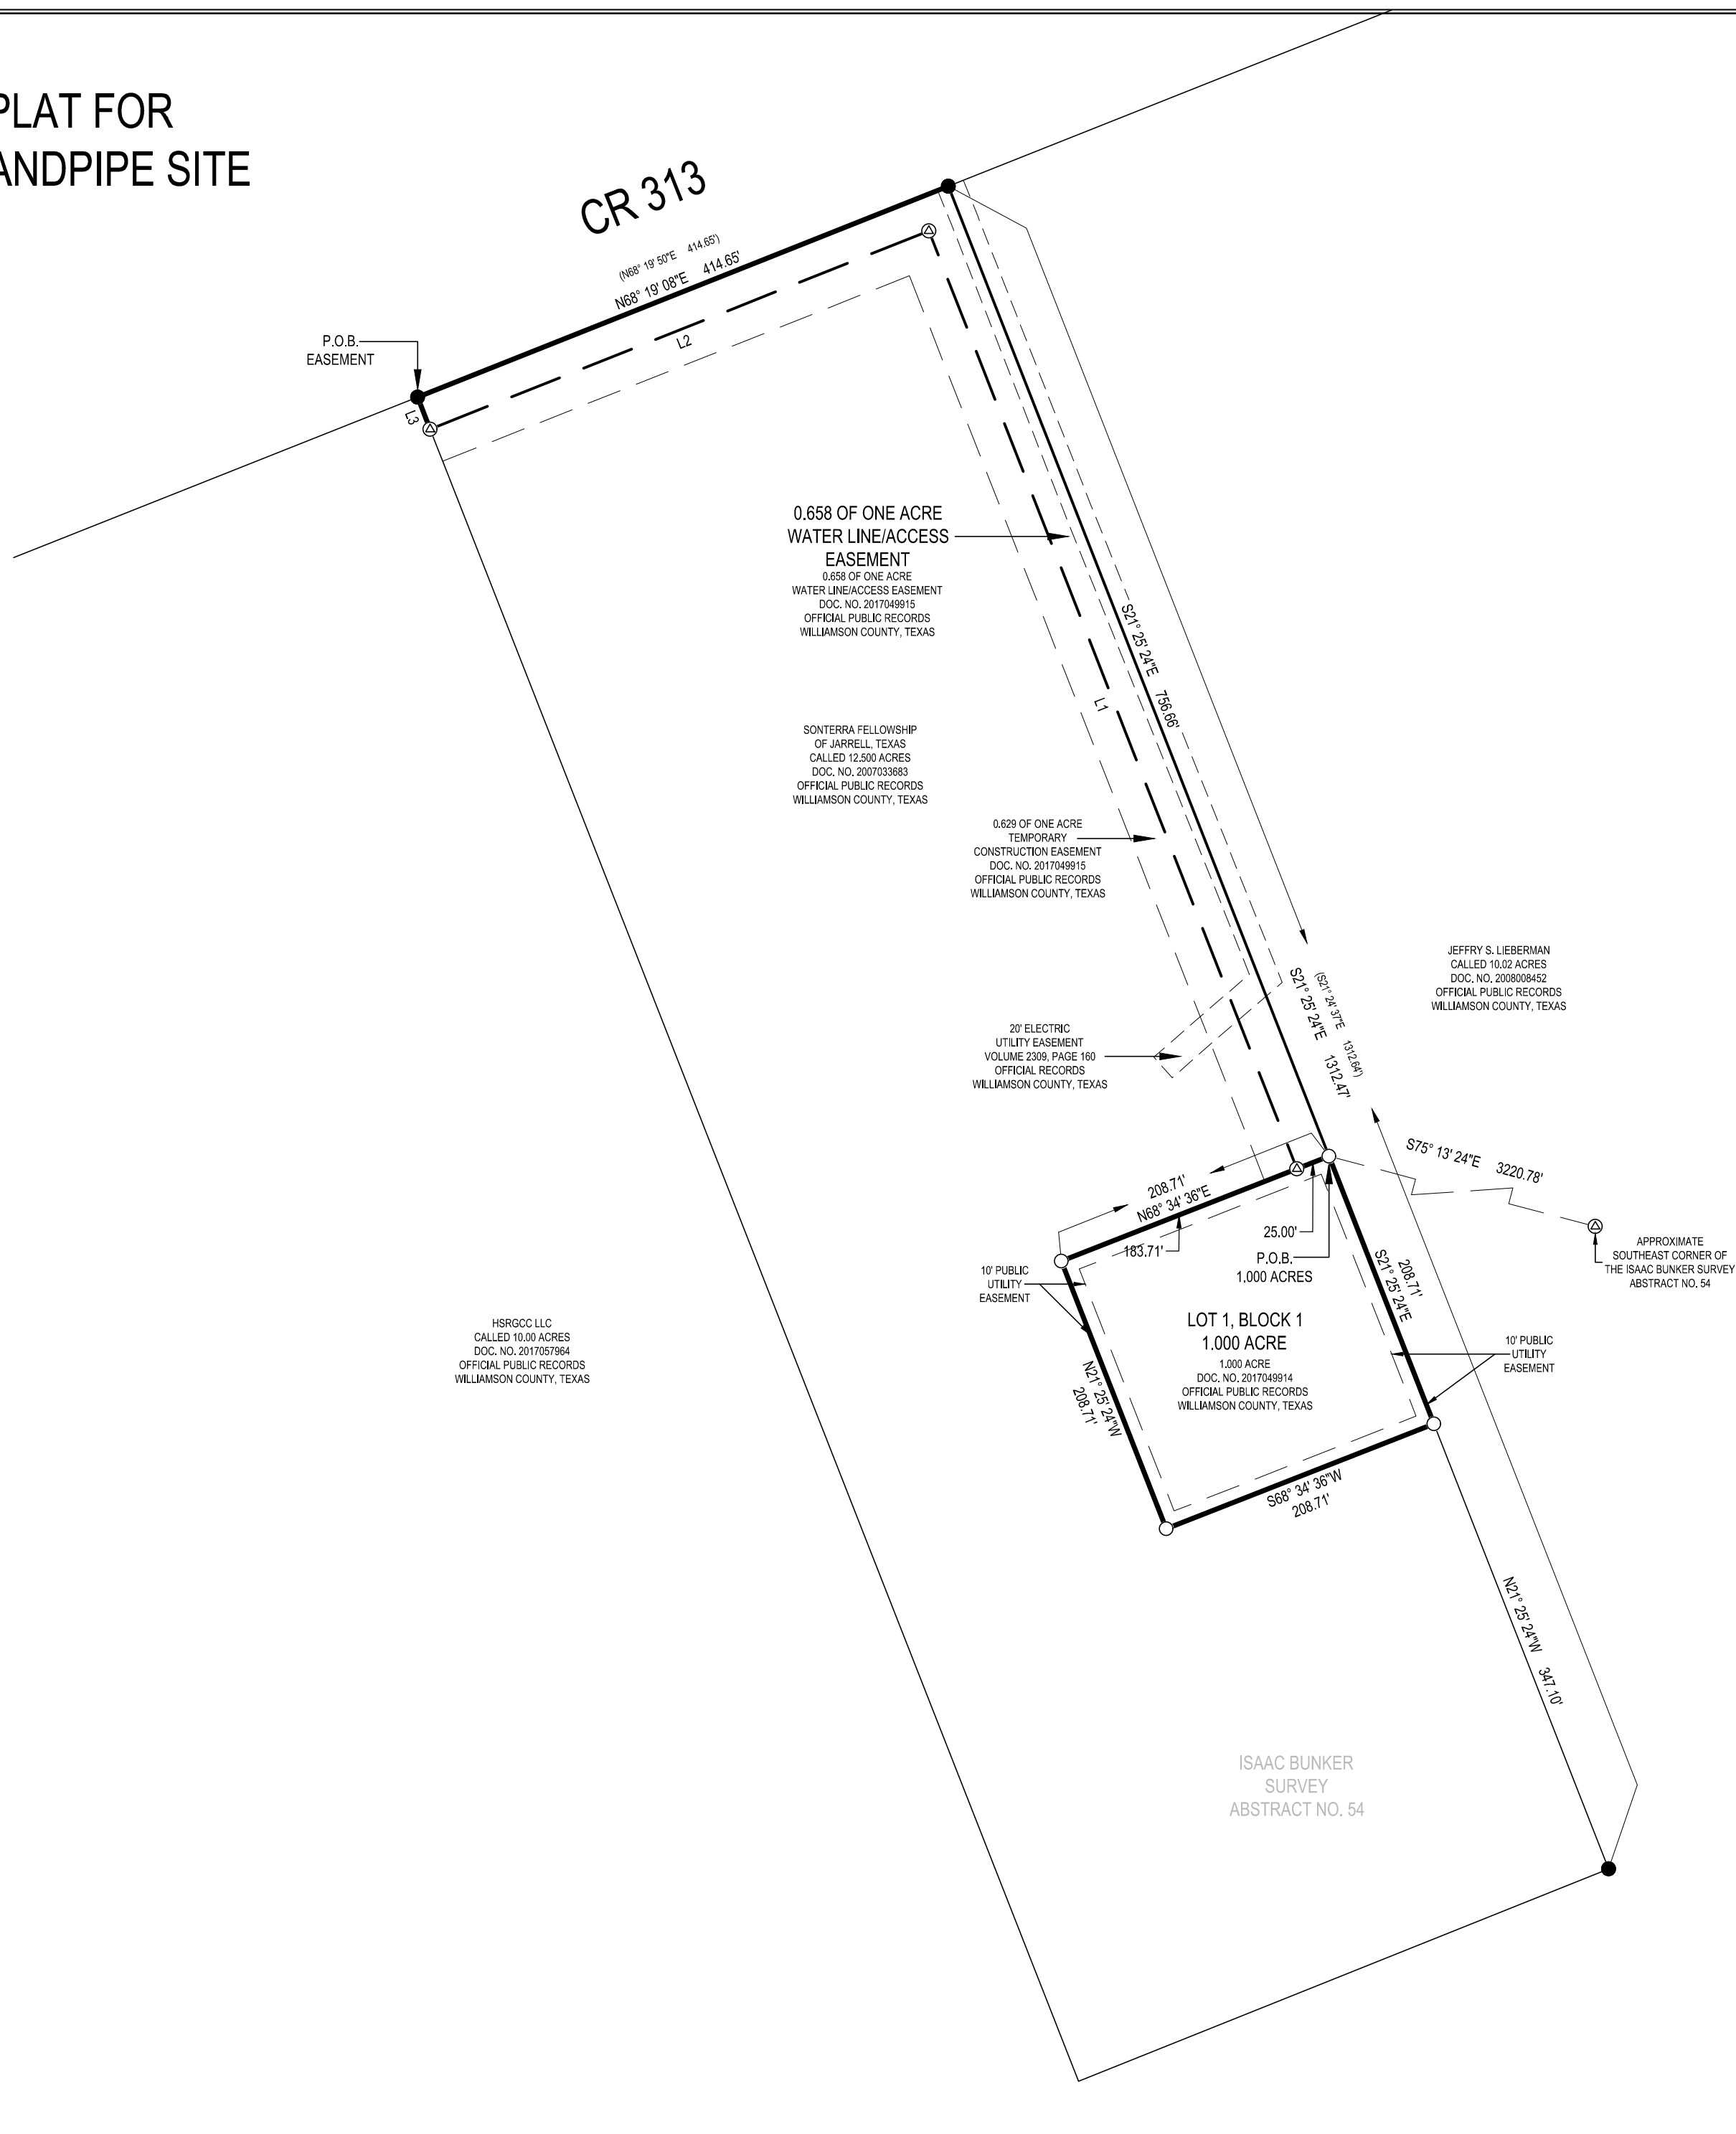 PLAT FOR
ANDPIPE SITE
CR 313
(N68° 19' 50"E 414.65')
N68° 19' 08"E 414.65'
P.O.B.
EASEMENT
L2
L3
0.658 OF ONE ACRE
WATER LINE/ACCESS
EASEMENT
0.658 OF ONE ACRE
WATER LINE/ACCESS EASEMENT
DOC. NO. 2017049915
OFFICIAL PUBLIC RECORDS
WILLIAMSON COUNTY, TEXAS
S21° 25' 24"E 756.66'
L1
SONTERRA FELLOWSHIP
OF JARRELL, TEXAS
CALLED 12.500 ACRES
DOC. NO. 2007033683
OFFICIAL PUBLIC RECORDS
WILLIAMSON COUNTY, TEXAS
0.629 OF ONE ACRE
TEMPORARY
CONSTRUCTION EASEMENT
DOC. NO. 2017049915
OFFICIAL PUBLIC RECORDS
WILLIAMSON COUNTY, TEXAS
JEFFRY S. LIEBERMAN
CALLED 10.02 ACRES
DOC. NO. 2008008452
OFFICIAL PUBLIC RECORDS
WILLIAMSON COUNTY, TEXAS
(S21° 24' 37"E 1312.64')
S21° 25' 24"E 1312.47'
20' ELECTRIC
UTILITY EASEMENT
VOLUME 2309, PAGE 160
OFFICIAL RECORDS
WILLIAMSON COUNTY, TEXAS
S75° 13' 24"E 3220.78'
208.71'
N68° 34' 36"E
183.71'
25.00'
P.O.B.
1.000 ACRES
APPROXIMATE
SOUTHEAST CORNER OF
THE ISAAC BUNKER SURVEY
ABSTRACT NO. 54
10' PUBLIC
UTILITY
EASEMENT
208.71'
S21° 25' 24"E
LOT 1, BLOCK 1
1.000 ACRE
1.000 ACRE
DOC. NO. 2017049914
OFFICIAL PUBLIC RECORDS
WILLIAMSON COUNTY, TEXAS
10' PUBLIC
UTILITY
EASEMENT
HSRGCC LLC
CALLED 10.00 ACRES
DOC. NO. 2017057964
OFFICIAL PUBLIC RECORDS
WILLIAMSON COUNTY, TEXAS
N21° 25' 24"W
208.71'
S68° 34' 36"W
208.71'
N21° 25' 24"W 347.10'
ISAAC BUNKER
SURVEY
ABSTRACT NO. 54